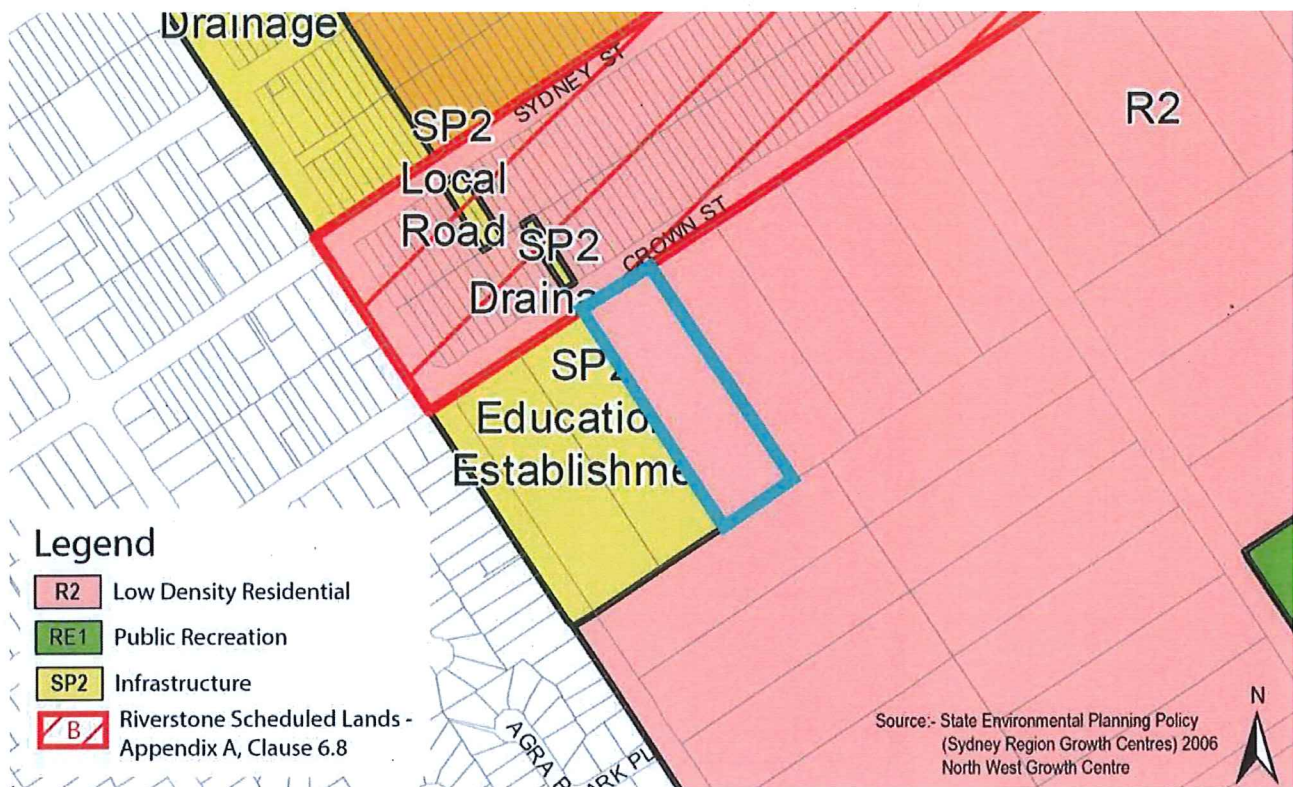 Drainage
SYDNEY ST
SP2
Local
Road
SP2
Draina
CROWN ST
R2
SP2
Educatio
Establishme
Legend
R2 Low Density Residential
RE1 Public Recreation
SP2 Infrastructure
B Riverstone Scheduled Lands -
Appendix A, Clause 6.8
AGRA P
ARK PL
Source:- State Environmental Planning Policy
(Sydney Region Growth Centres) 2006
North West Growth Centre
N